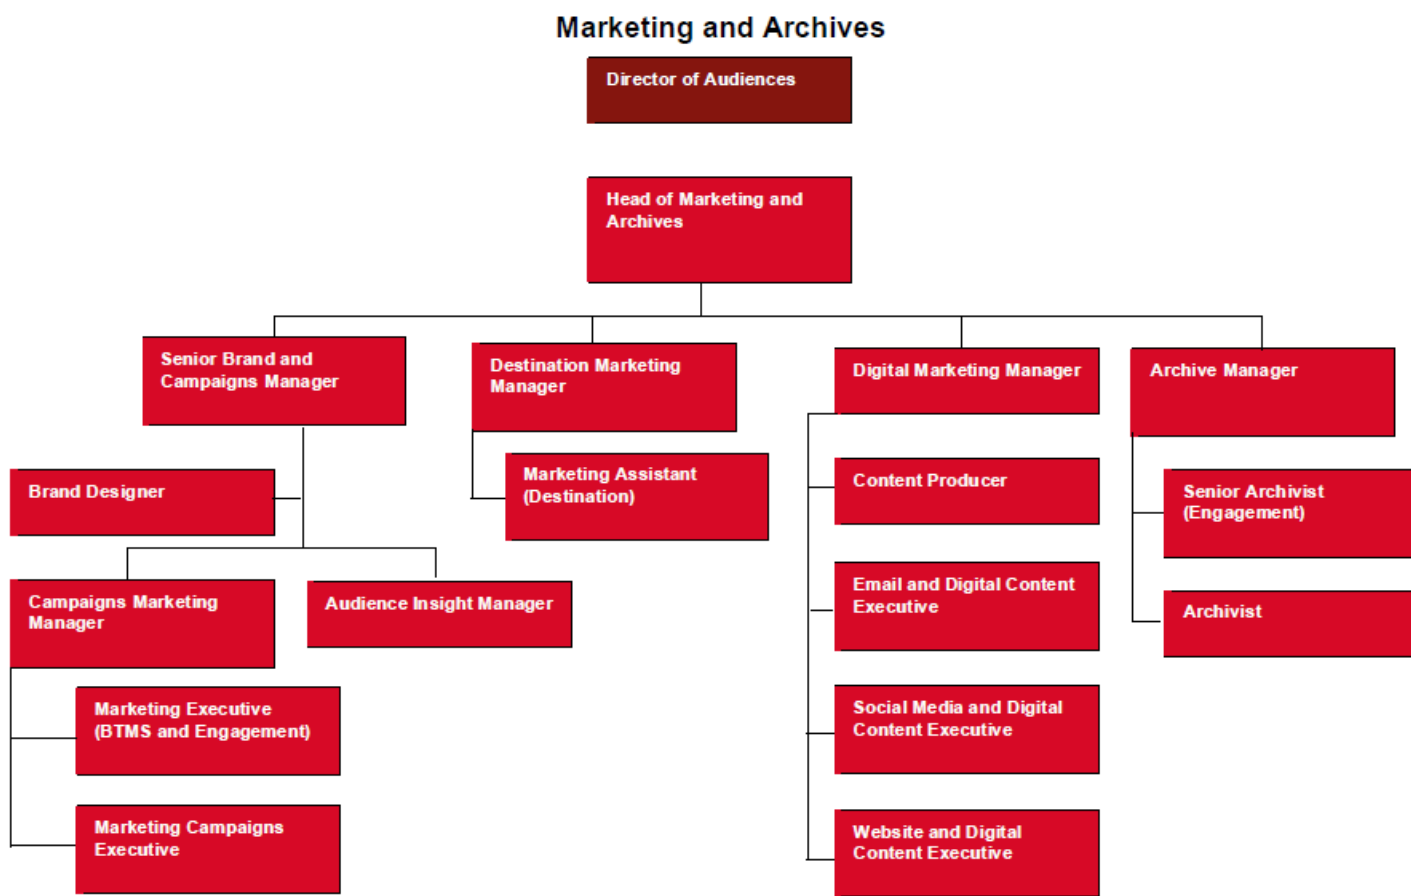 Marketing and Archives
Director of Audiences
Head of Marketing and
Archives
Senior Brand and
Campaigns Manager
Destination Marketing
Manager
Digital Marketing Manager
Archive Manager
Brand Designer
Marketing Assistant
(Destination)
Content Producer
Senior Archivist
(Engagement)
Campaigns Marketing
Manager
Audience Insight Manager
Email and Digital Content
Executive
Archivist
Marketing Executive
(BTMS and Engagement)
Social Media and Digital
Content Executive
Marketing Campaigns
Executive
Website and Digital
Content Executive